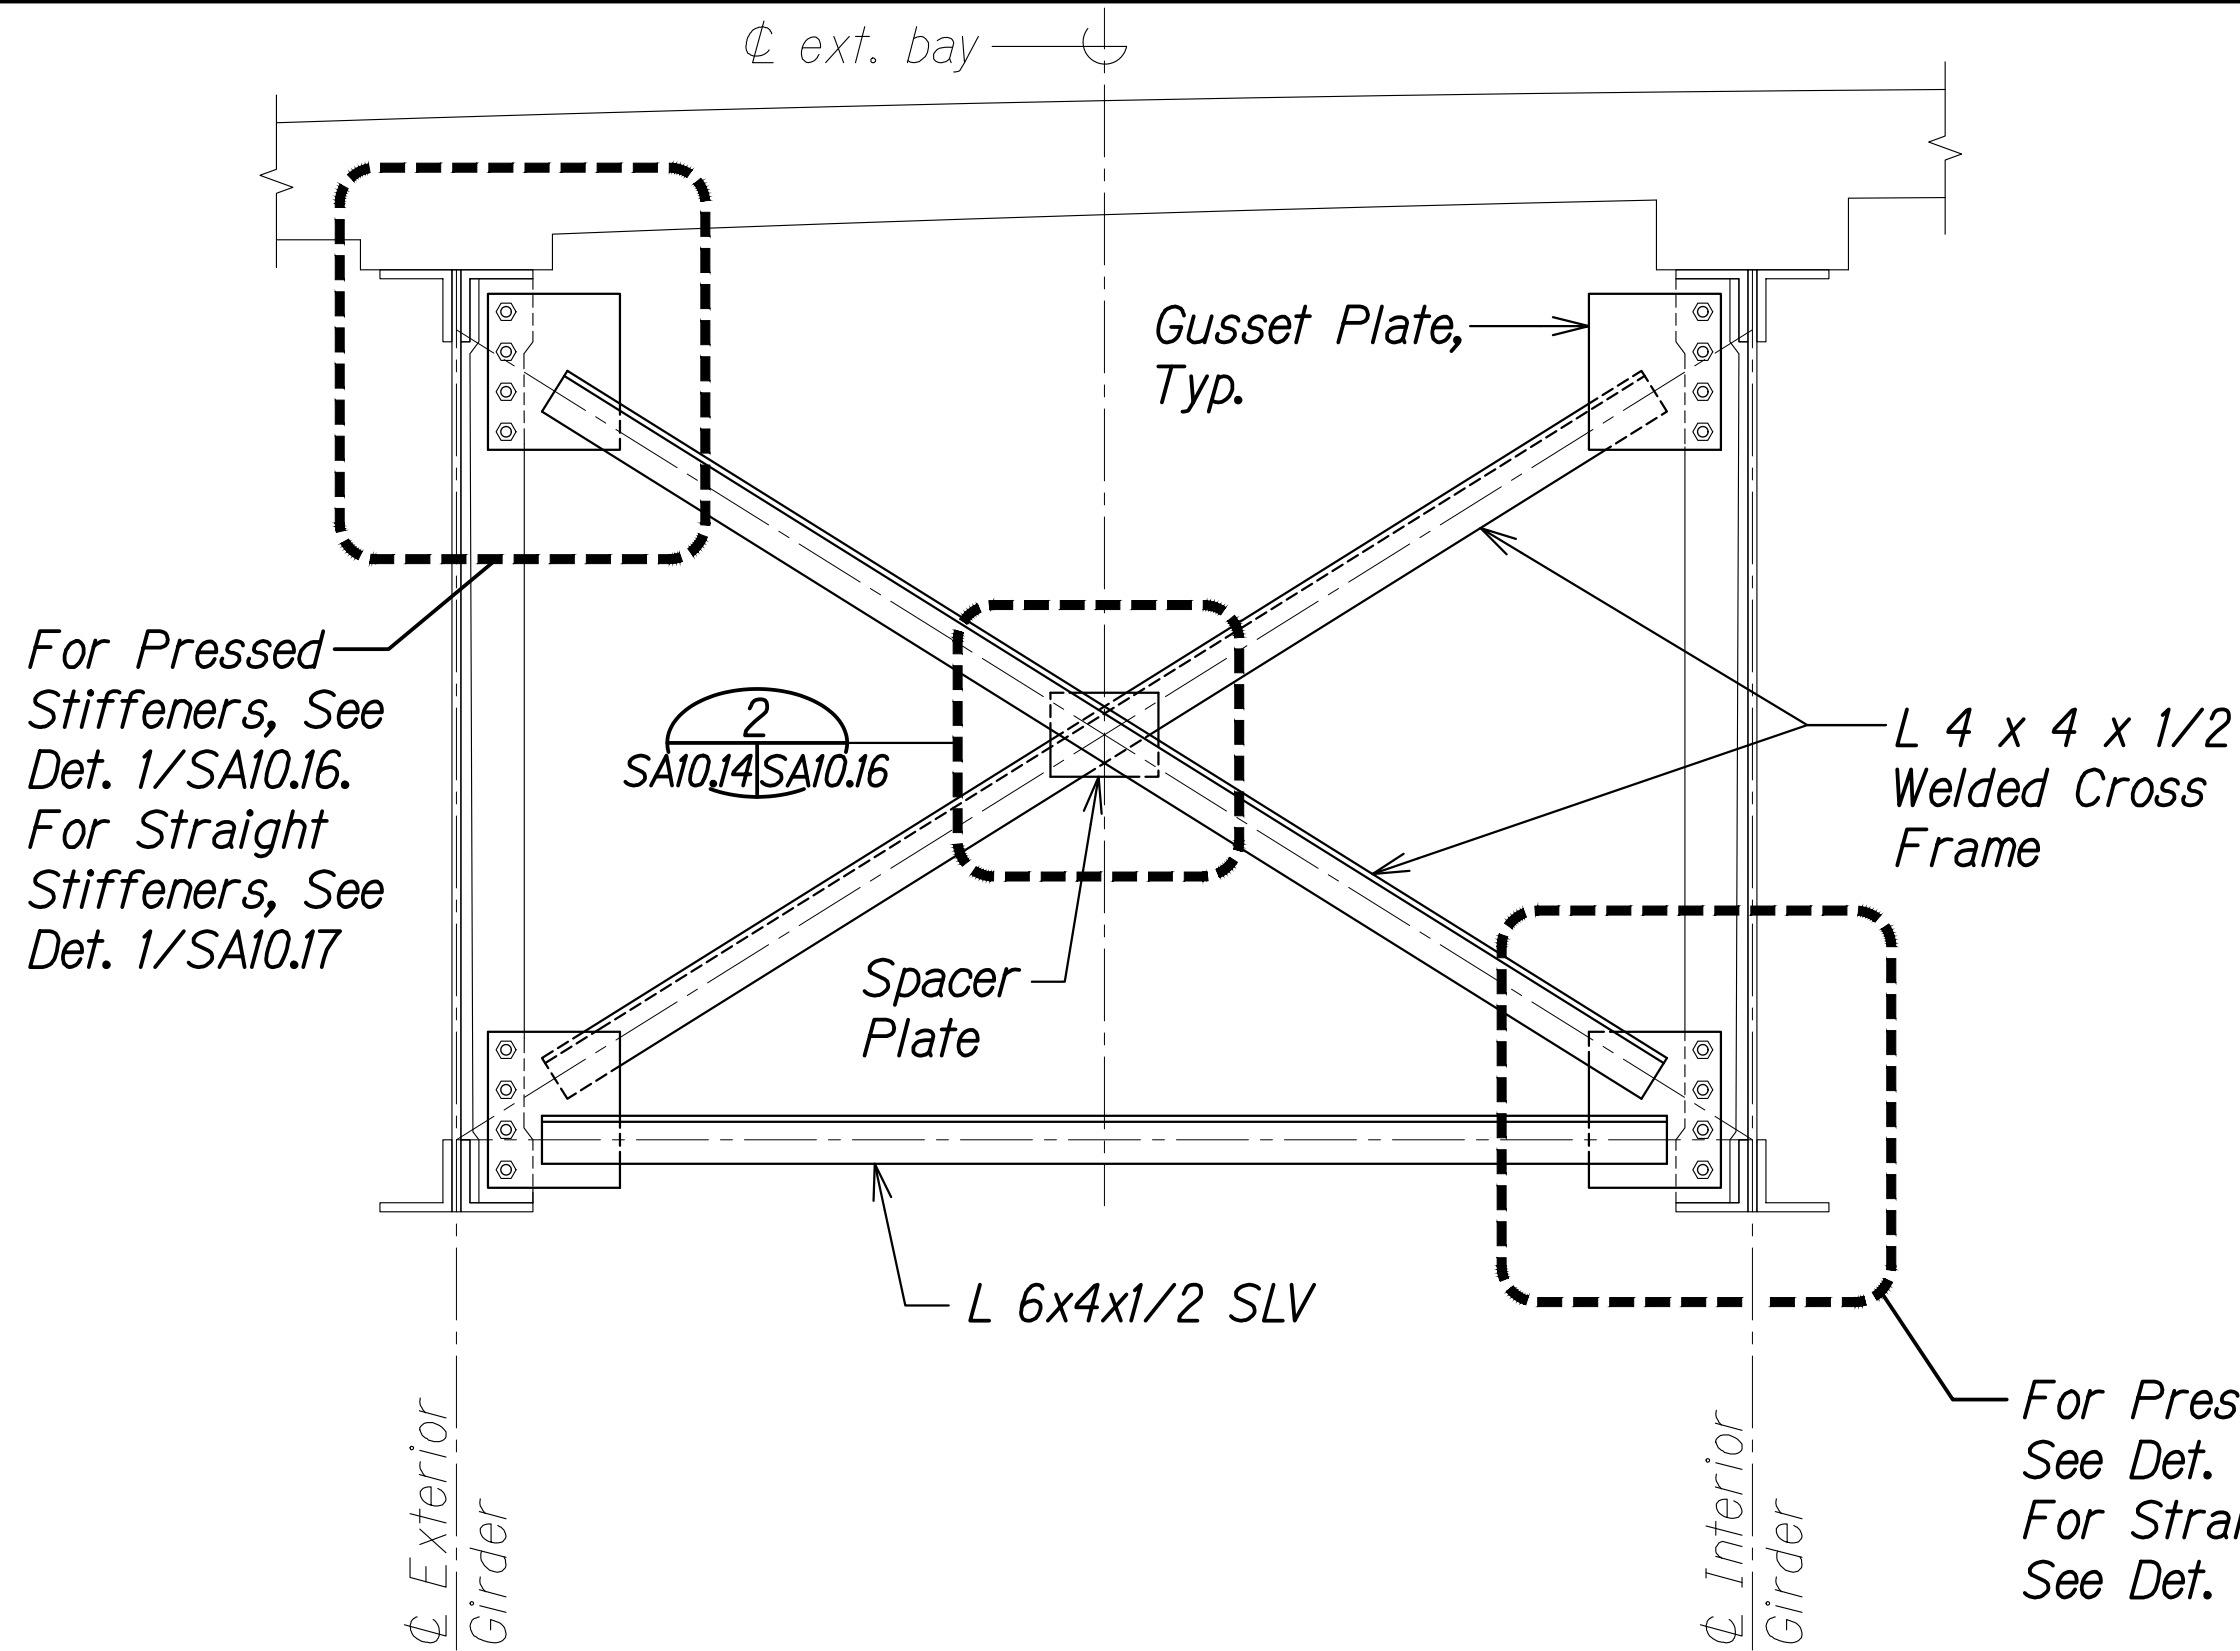 ℄ ext. bay
Gusset Plate,
Typ.
For Pressed
Stiffeners, See
Det. 1/SA10.16.
For Straight
Stiffeners, See
Det. 1/SA10.17
2
SA10.14 SA10.16
L 4 x 4 x 1/2
Welded Cross
Frame
Spacer
Plate
L 6x4x1/2 SLV
For
See Det.
For
See Det.
℄ Exterior
Girder
℄ Interior
Girder